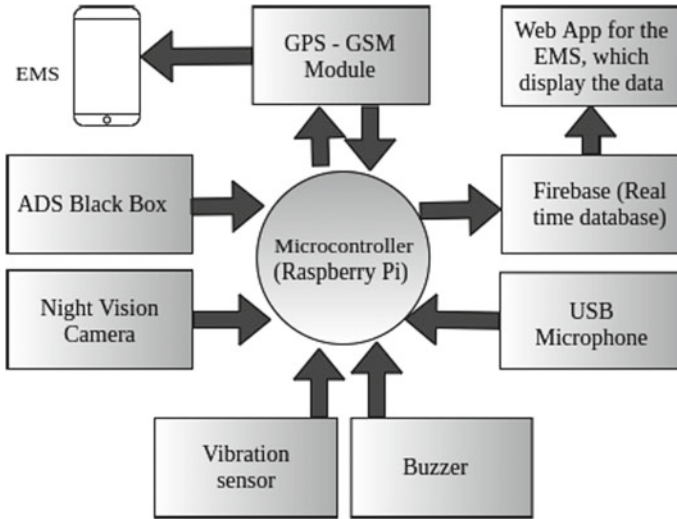 GPS - GSM
Module
EMS
Web App for the
EMS, which
display the data
ADS Black Box
Microcontroller
(Raspberry Pi)
Firebase (Real
time database)
Night Vision
Camera
USB
Microphone
Vibration
sensor
Buzzer